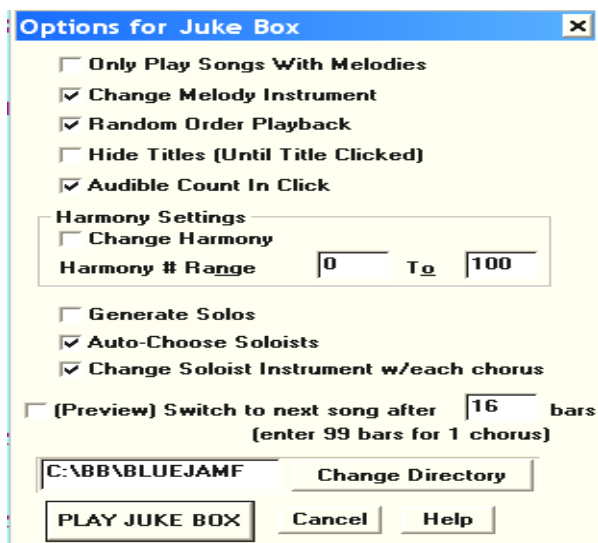 Options for Juke Box
Only Play Songs With Melodies
Change Melody Instrument
Random Order Playback
Hide Titles (Until Title Clicked)
Audible Count In Click
Harmony Settings
Change Harmony
Harmony # Range 0 To 100
Generate Solos
Auto-Choose Soloists
Change Soloist Instrument w/each chorus
(Preview) Switch to next song after 16 bars
(enter 99 bars for 1 chorus)
C:\BB\BLUEJAMF Change Directory
PLAY JUKE BOX Cancel Help